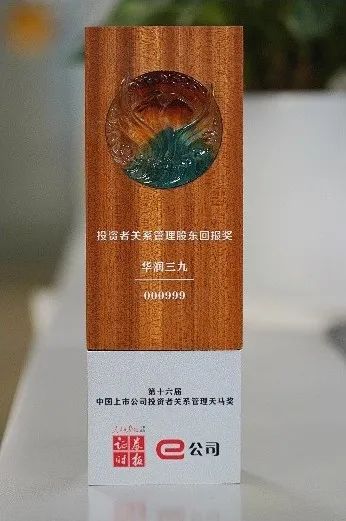 投资者关系管理股东回报奖
华润三九
000999
第十六届
中国上市公司投资者关系管理天马奖
证券时报
e公司